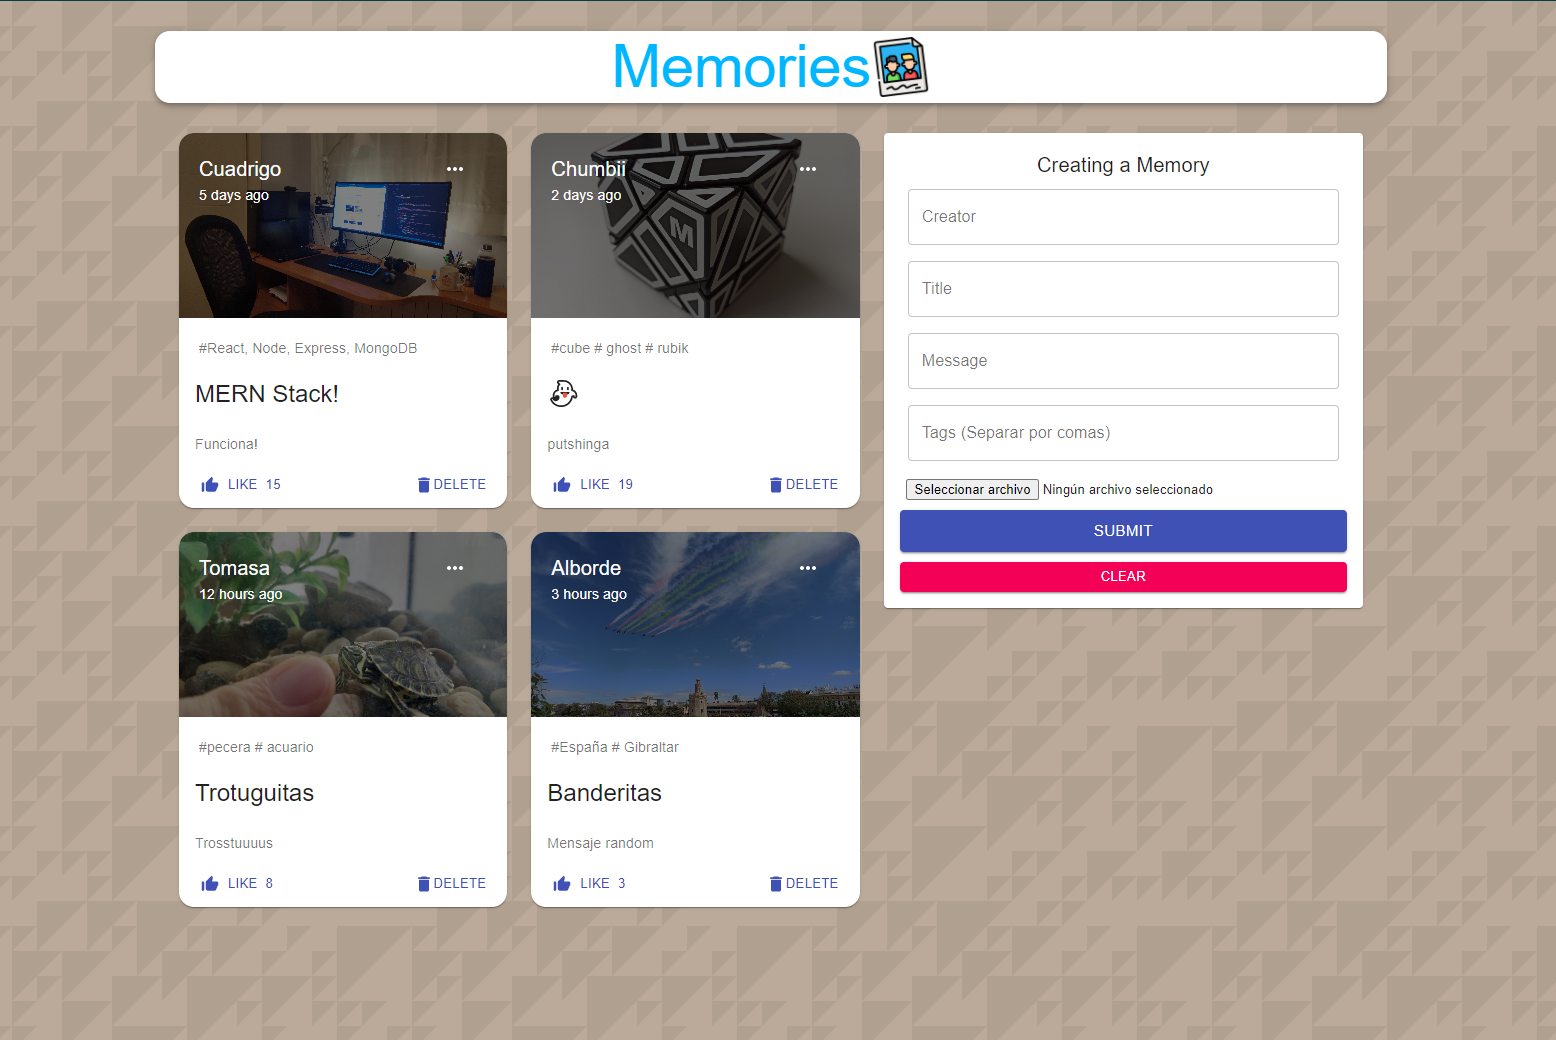 Memories
Cuadrigo
5 days ago
#React, Node, Express, MongoDB
MERN Stack!
Funciona!
LIKE 15
DELETE
Chumbii
2 days ago
M
#cube # ghost # rubik
putshinga
LIKE 19
DELETE
Tomasa
12 hours ago
#pecera # acuario
Trotuguitas
Trosstuuuus
LIKE 8
DELETE
Alborde
3 hours ago
#España # Gibraltar
Banderitas
Mensaje random
LIKE 3
DELETE
Creating a Memory
Creator
Title
Message
Tags (Separar por comas)
Seleccionar archivo Ningún archivo seleccionado
SUBMIT
CLEAR